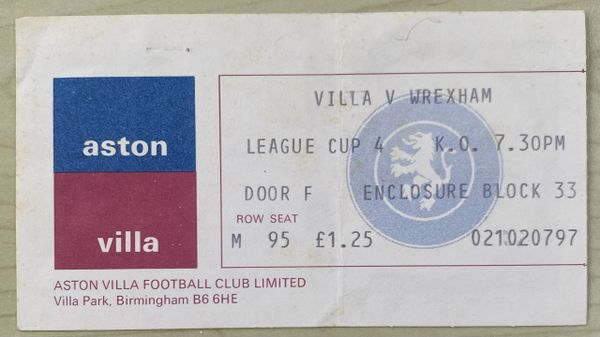 aston
villa
VILLA V WREXHAM
LEAGUE CUP 4 K.O. 7.30PM
DOOR F ENCLOSURE BLOCK 33
ROW SEAT
M 95 £1.25 021020797
ASTON VILLA FOOTBALL CLUB LIMITED
Villa Park, Birmingham B6 6HE